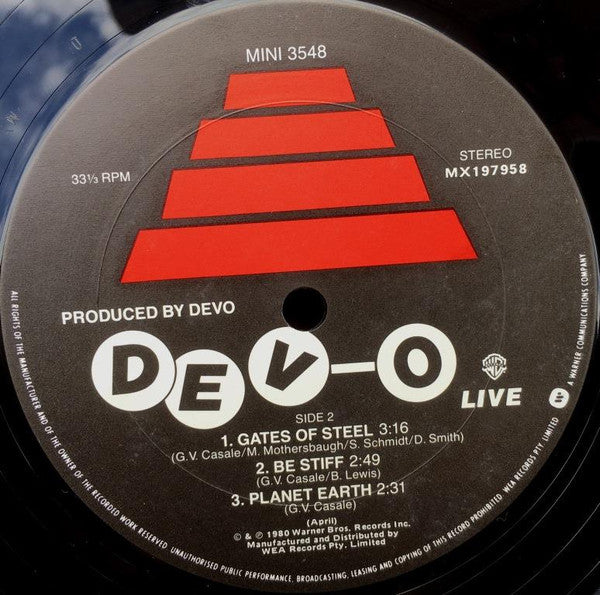 MINI 3548
33⅓ RPM
STEREO
MX197958
PRODUCED BY DEVO
DEV-O
LIVE
SIDE 2
1. GATES OF STEEL 3:16
(G.V. Casale/M. Mothersbaugh/S. Schmidt/D. Smith)
2. BE STIFF 2:49
(G.V. Casale/B. Lewis)
3. PLANET EARTH 2:31
(G.V. Casale)
(April)
© & ℗ 1980 Warner Bros. Records Inc.
Manufactured and Distributed by
WEA Records Pty. Limited
ALL RIGHTS OF THE MANUFACTURER AND OF THE OWNER OF THE RECORDED WORK RESERVED. UNAUTHORISED PUBLIC PERFORMANCE, BROADCASTING, LEASING AND COPYING OF THIS RECORD PROHIBITED. WEA RECORDS PTY. LIMITED
A WARNER COMMUNICATIONS COMPANY